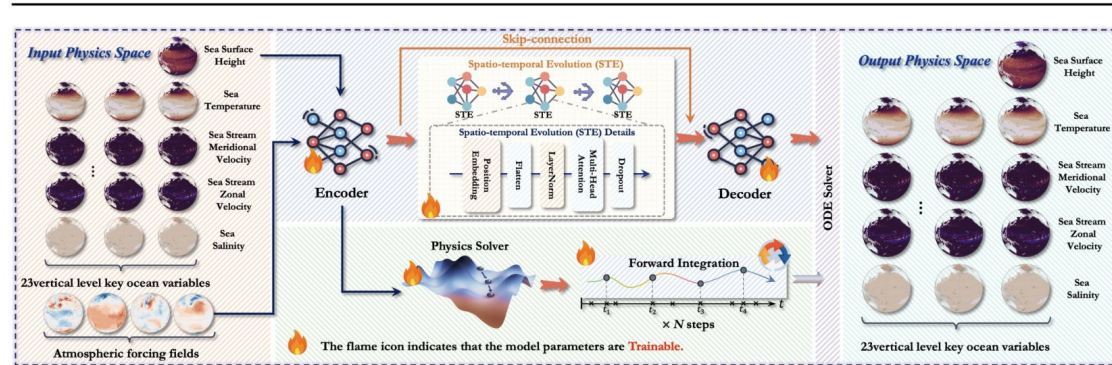 Input Physics Space
Sea Surface
Height
Sea
Temperature
Sea Stream
Meridional
Velocity
Sea Stream
Zonal
Velocity
Sea
Salinity
23vertical level key ocean variables
Atmospheric forcing fields
Skip-connection
Encoder
Spatio-temporal Evolution (STE)
STE
STE
STE
Spatio-temporal Evolution (STE) Details
Position
Embedding
Flatten
LayerNorm
Multi-Head
Attention
Dropout
Decoder
Physics Solver
Forward Integration
t1
t2
t3
t4
t
× N steps
The flame icon indicates that the model parameters are Trainable.
ODE Solver
Output Physics Space
Sea Surface
Height
Sea
Temperature
Sea Stream
Meridional
Velocity
Sea Stream
Zonal
Velocity
Sea
Salinity
23vertical level key ocean variables